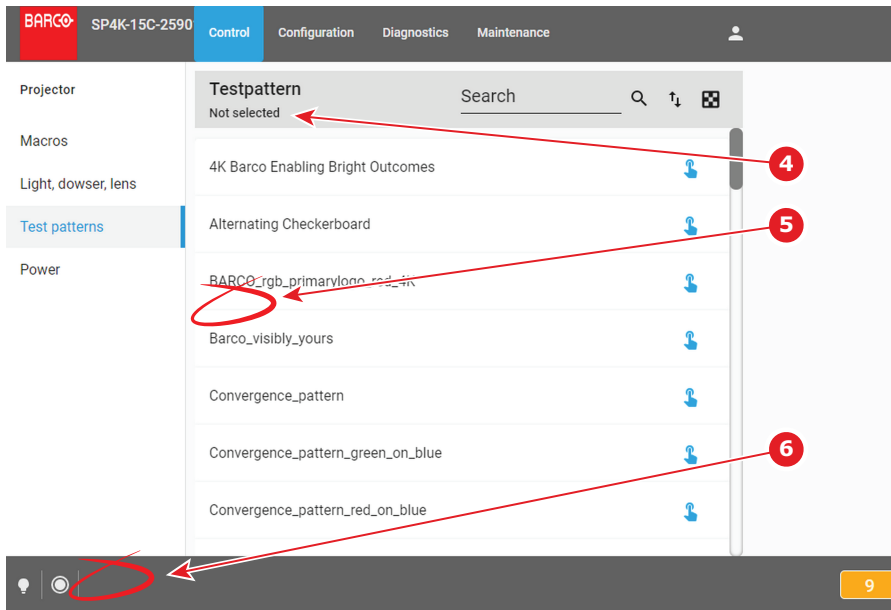 BARCO SP4K-15C-2590 Control Configuration Diagnostics Maintenance
Projector
Macros
Light, dowser, lens
Test patterns
Power
Testpattern
Not selected
Search
4K Barco Enabling Bright Outcomes
Alternating Checkerboard
BARCO_rgb_primarylogo_red_4K
Barco_visibly_yours
Convergence_pattern
Convergence_pattern_green_on_blue
Convergence_pattern_red_on_blue
4
5
6
9